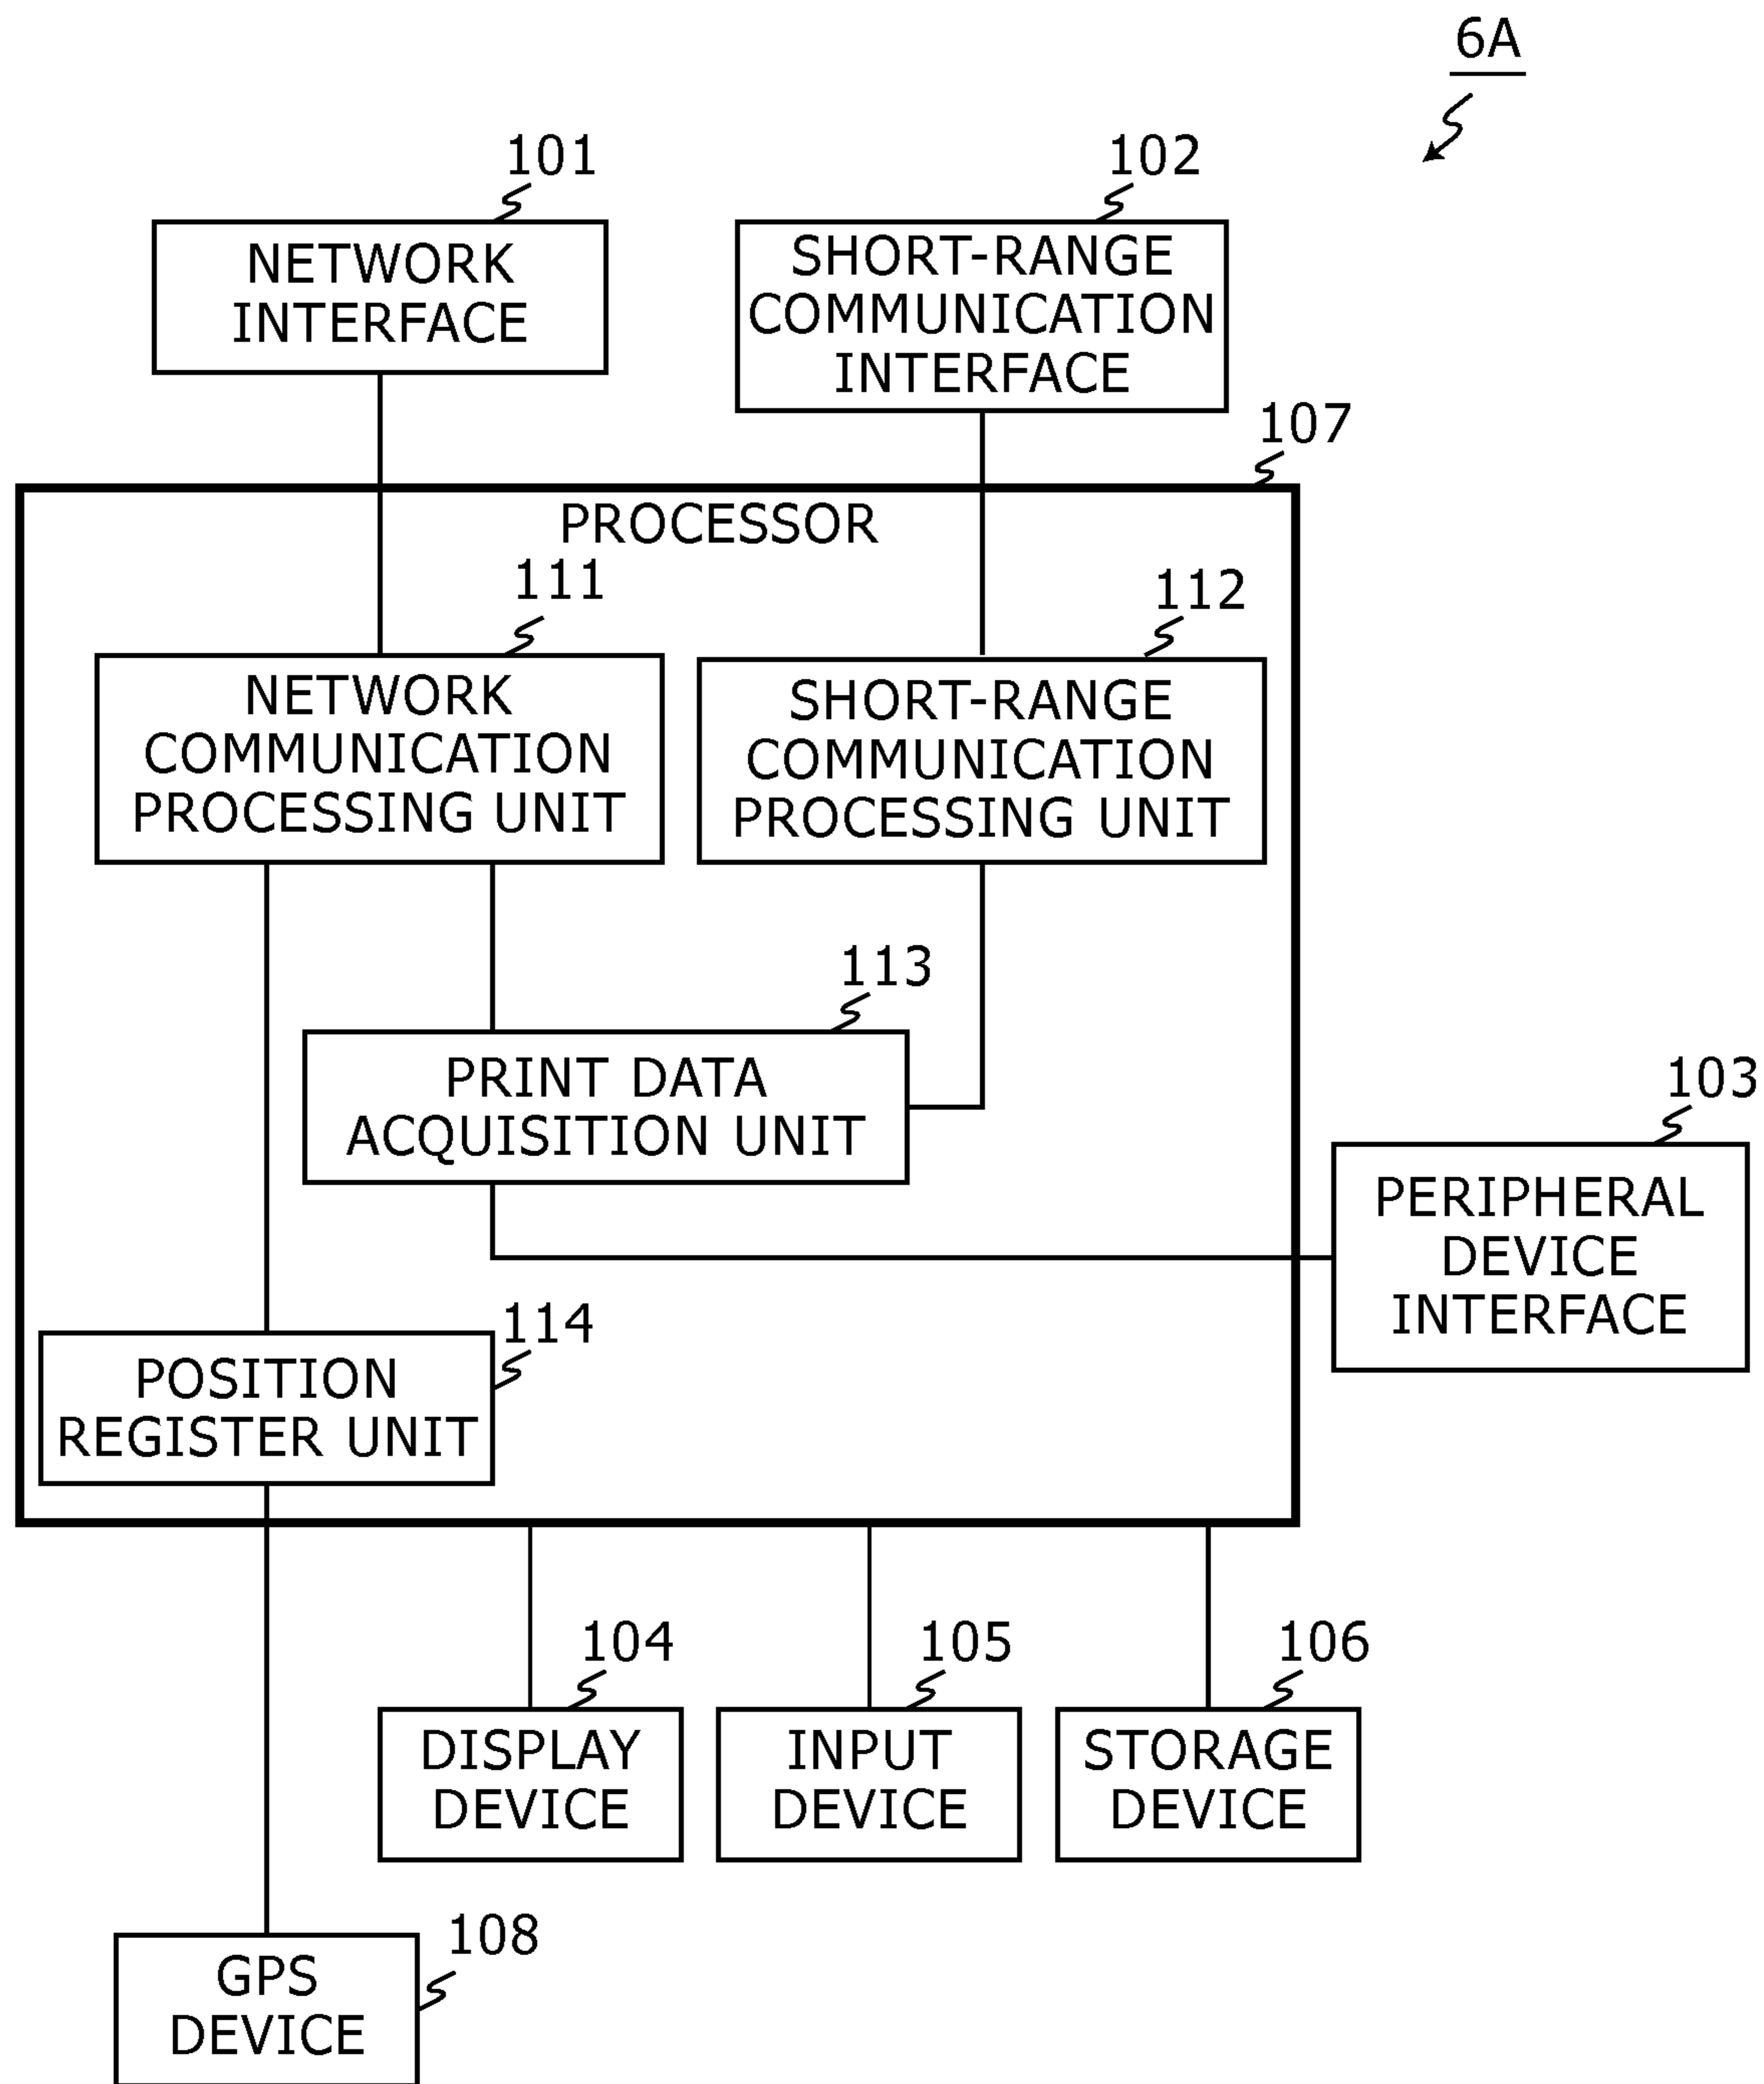 6A
101
102
NETWORK
INTERFACE
SHORT-RANGE
COMMUNICATION
INTERFACE
107
PROCESSOR
111
112
NETWORK
COMMUNICATION
PROCESSING UNIT
SHORT-RANGE
COMMUNICATION
PROCESSING UNIT
113
PRINT DATA
ACQUISITION UNIT
103
PERIPHERAL
DEVICE
INTERFACE
114
POSITION
REGISTER UNIT
104
105
106
DISPLAY
DEVICE
INPUT
DEVICE
STORAGE
DEVICE
108
GPS
DEVICE